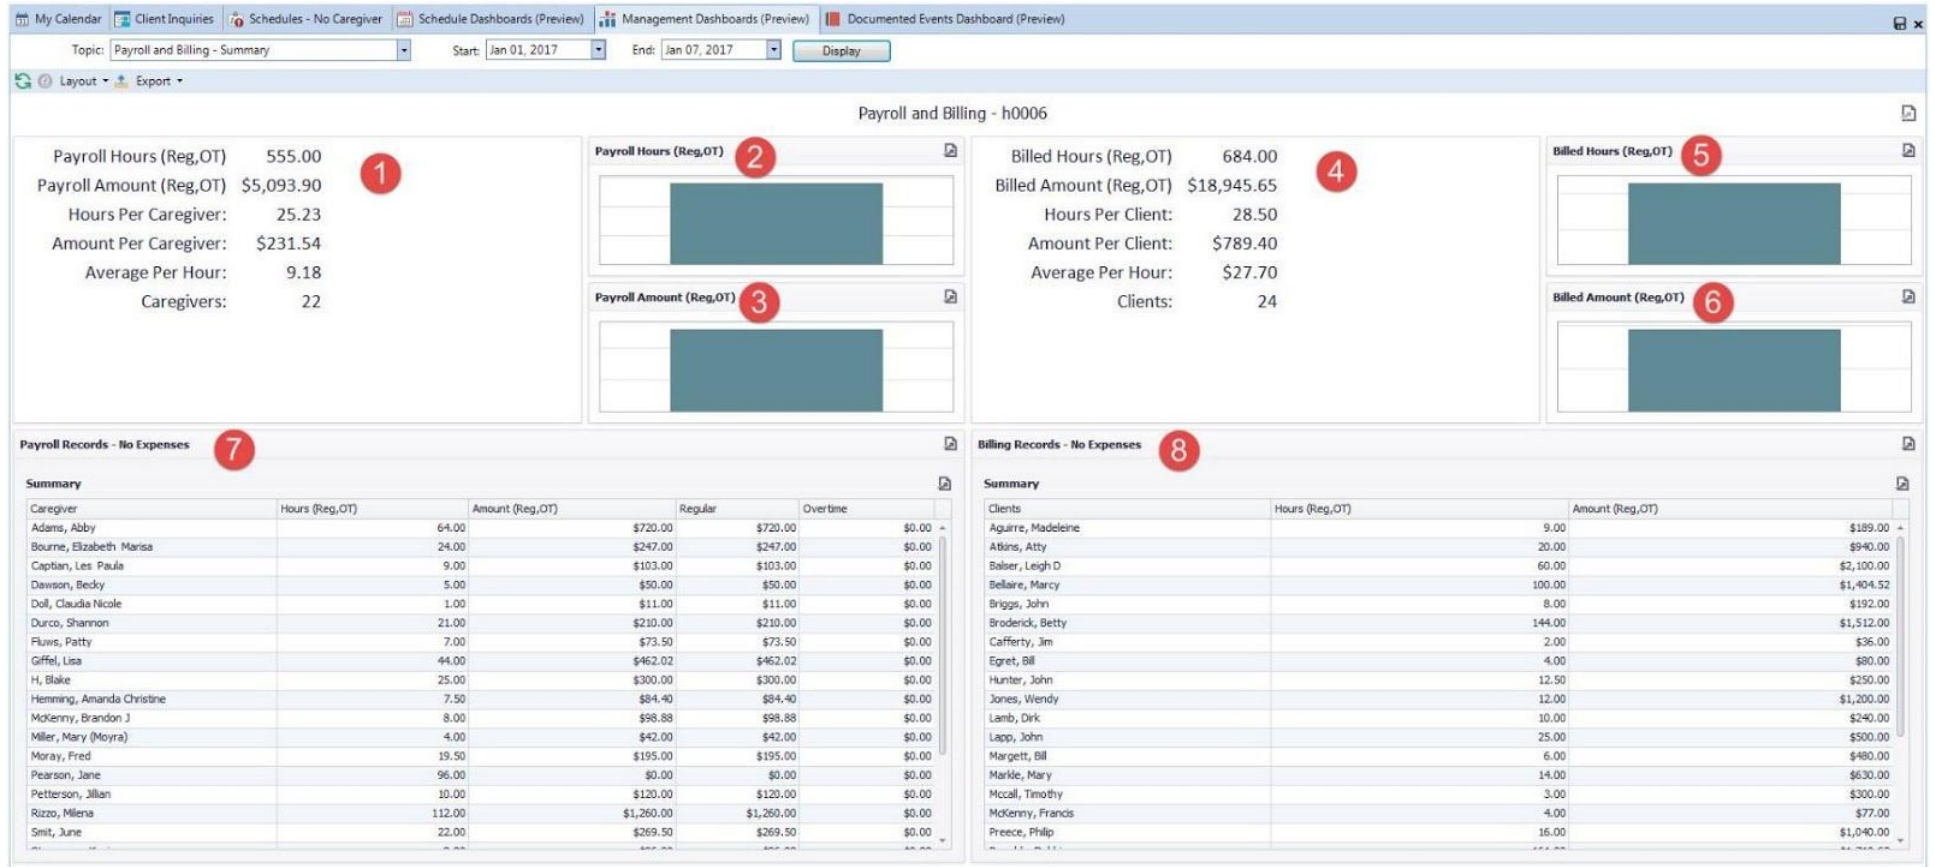 My Calendar Client Inquiries Schedules - No Caregiver Schedule Dashboards (Preview) Management Dashboards (Preview) Documented Events Dashboard (Preview)
Topic: Payroll and Billing - Summary Start: Jan 01, 2017 End: Jan 07, 2017 Display
Layout Export
Payroll and Billing - h0006
Payroll Hours (Reg,OT) 555.00
Payroll Amount (Reg,OT) $5,093.90
Hours Per Caregiver: 25.23
Amount Per Caregiver: $231.54
Average Per Hour: 9.18
Caregivers: 22
1
Payroll Hours (Reg,OT) 2
Payroll Amount (Reg,OT) 3
Billed Hours (Reg,OT) 684.00
Billed Amount (Reg,OT) $18,945.65
Hours Per Client: 28.50
Amount Per Client: $789.40
Average Per Hour: $27.70
Clients: 24
4
Billed Hours (Reg,OT) 5
Billed Amount (Reg,OT) 6
Payroll Records - No Expenses 7
Summary
Caregiver Hours (Reg,OT) Amount (Reg,OT) Regular Overtime
Adams, Abby 64.00 $720.00 $720.00 $0.00
Bourne, Elizabeth Marisa 24.00 $247.00 $247.00 $0.00
Captian, Les Paula 9.00 $103.00 $103.00 $0.00
Dawson, Becky 5.00 $50.00 $50.00 $0.00
Doll, Claudia Nicole 1.00 $11.00 $11.00 $0.00
Durco, Shannon 21.00 $210.00 $210.00 $0.00
Fluws, Patty 7.00 $73.50 $73.50 $0.00
Giffel, Lisa 44.00 $462.02 $462.02 $0.00
H, Blake 25.00 $300.00 $300.00 $0.00
Hemming, Amanda Christine 7.50 $84.40 $84.40 $0.00
McKenny, Brandon J 8.00 $98.88 $98.88 $0.00
Miller, Mary (Moyra) 4.00 $42.00 $42.00 $0.00
Moray, Fred 19.50 $195.00 $195.00 $0.00
Pearson, Jane 96.00 $0.00 $0.00 $0.00
Petterson, Jillian 10.00 $120.00 $120.00 $0.00
Rizzo, Milena 112.00 $1,260.00 $1,260.00 $0.00
Smit, June 22.00 $269.50 $269.50 $0.00
Billing Records - No Expenses 8
Summary
Clients Hours (Reg,OT) Amount (Reg,OT)
Aguirre, Madeleine 9.00 $189.00
Atkins, Atty 20.00 $940.00
Balser, Leigh D 60.00 $2,100.00
Bellaire, Marcy 100.00 $1,404.52
Briggs, John 8.00 $192.00
Broderick, Betty 144.00 $1,512.00
Cafferty, Jim 2.00 $36.00
Egret, Bill 4.00 $80.00
Hunter, John 12.50 $250.00
Jones, Wendy 12.00 $1,200.00
Lamb, Dirk 10.00 $240.00
Lapp, John 25.00 $500.00
Margett, Bill 6.00 $480.00
Markle, Mary 14.00 $630.00
Mccall, Timothy 3.00 $300.00
McKenny, Francis 4.00 $77.00
Preece, Philip 16.00 $1,040.00